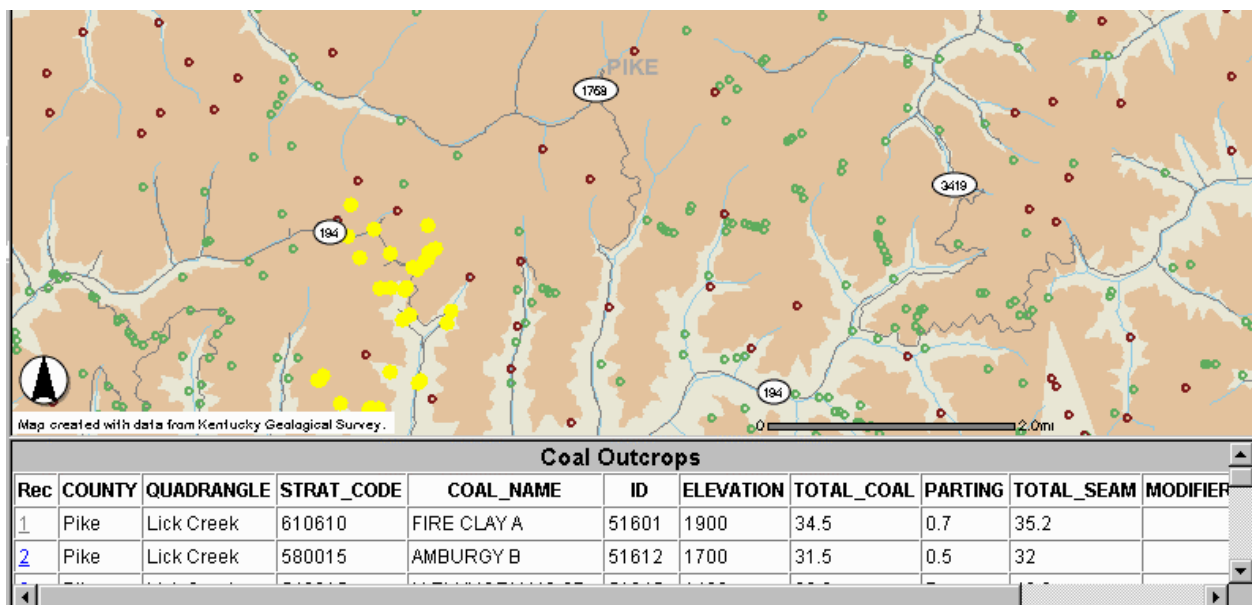 PIKE
1769
3419
194
194
Map created with data from Kentucky Geological Survey.
0 2.0mi
Coal Outcrops
Rec COUNTY QUADRANGLE STRAT_CODE COAL_NAME ID ELEVATION TOTAL_COAL PARTING TOTAL_SEAM MODIFIER
1 Pike Lick Creek 610610 FIRE CLAY A 51601 1900 34.5 0.7 35.2
2 Pike Lick Creek 580015 AMBURGY B 51612 1700 31.5 0.5 32